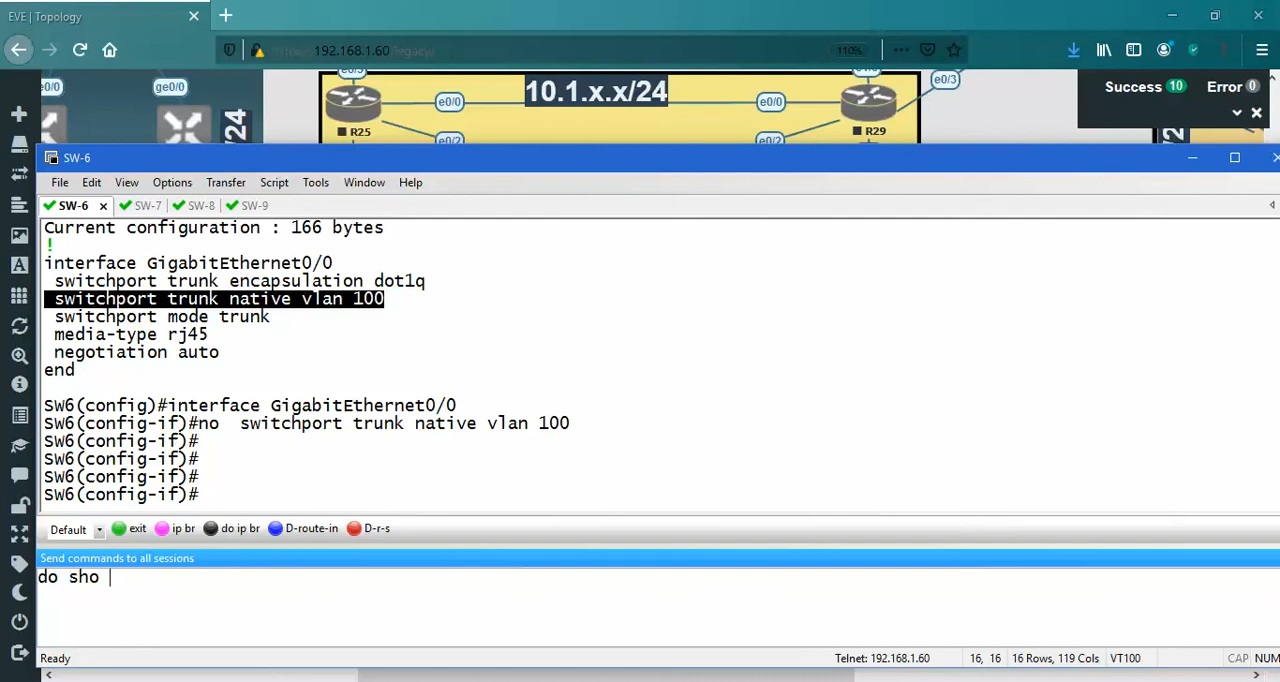 EVE | Topology
192.168.1.60/legacy/
110%
e0/0
ge0/0
/24
10.1.x.x/24
e0/0
e0/0
e0/3
R25
R29
e0/2
e0/2
Success 10
Error 0
SW-6
File Edit View Options Transfer Script Tools Window Help
SW-6 SW-7 SW-8 SW-9
Current configuration : 166 bytes
!
interface GigabitEthernet0/0
switchport trunk encapsulation dot1q
switchport trunk native vlan 100
switchport mode trunk
media-type rj45
negotiation auto
end
SW6(config)#interface GigabitEthernet0/0
SW6(config-if)#no  switchport trunk native vlan 100
SW6(config-if)#
SW6(config-if)#
SW6(config-if)#
SW6(config-if)#
Default exit ip br do ip br D-route-in D-r-s
Send commands to all sessions
do sho
Ready Telnet: 192.168.1.60 16, 16 16 Rows, 119 Cols VT100 CAP NUM